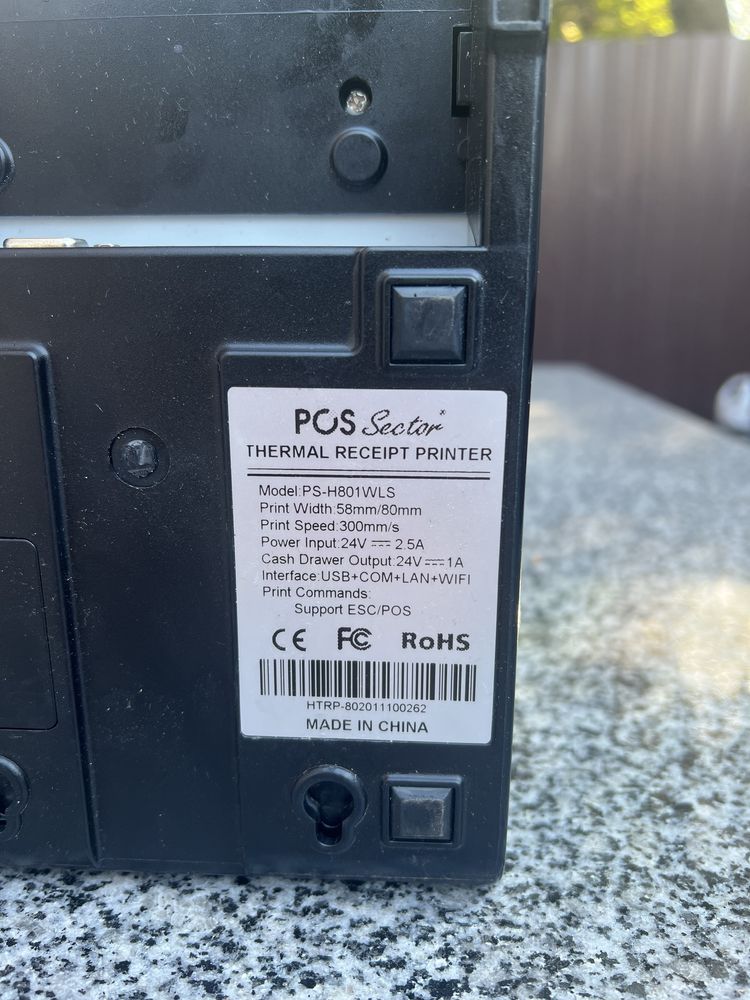 POS Sector
THERMAL RECEIPT PRINTER
Model:PS-H801WLS
Print Width:58mm/80mm
Print Speed:300mm/s
Power Input:24V ⎓ 2.5A
Cash Drawer Output:24V⎓1A
Interface:USB+COM+LAN+WIFI
Print Commands:
Support ESC/POS
CE FC RoHS
HTRP-802011100262
MADE IN CHINA